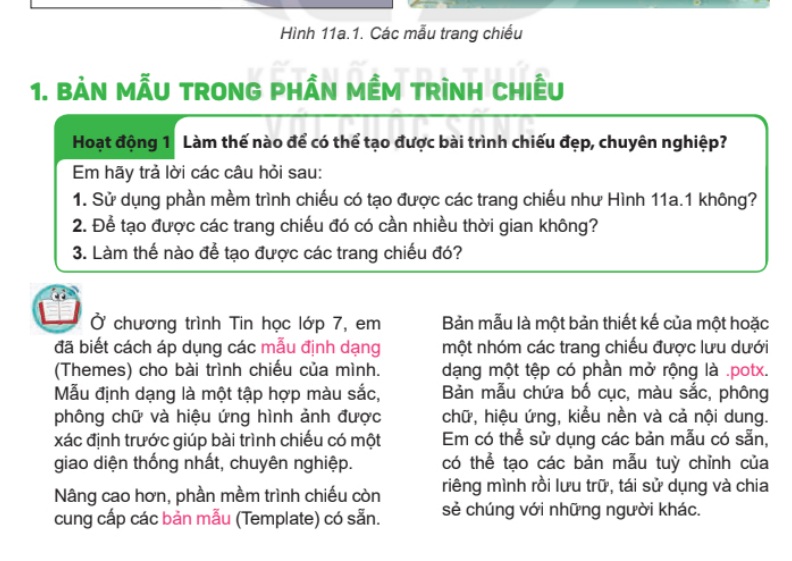 Hình 11a.1. Các mẫu trang chiếu
KẾT NỐI TRI THỨC
VỚI CUỘC SỐNG
1. BẢN MẪU TRONG PHẦN MỀM TRÌNH CHIẾU
Hoạt động 1 Làm thế nào để có thể tạo được bài trình chiếu đẹp, chuyên nghiệp?
Em hãy trả lời các câu hỏi sau:
1. Sử dụng phần mềm trình chiếu có tạo được các trang chiếu như Hình 11a.1 không?
2. Để tạo được các trang chiếu đó có cần nhiều thời gian không?
3. Làm thế nào để tạo được các trang chiếu đó?
Ở chương trình Tin học lớp 7, em
đã biết cách áp dụng các mẫu định dạng
(Themes) cho bài trình chiếu của mình.
Mẫu định dạng là một tập hợp màu sắc,
phông chữ và hiệu ứng hình ảnh được
xác định trước giúp bài trình chiếu có một
giao diện thống nhất, chuyên nghiệp.
Nâng cao hơn, phần mềm trình chiếu còn
cung cấp các bản mẫu (Template) có sẵn.
Bản mẫu là một bản thiết kế của một hoặc
một nhóm các trang chiếu được lưu dưới
dạng một tệp có phần mở rộng là .potx.
Bản mẫu chứa bố cục, màu sắc, phông
chữ, hiệu ứng, kiểu nền và cả nội dung.
Em có thể sử dụng các bản mẫu có sẵn,
có thể tạo các bản mẫu tuỳ chỉnh của
riêng mình rồi lưu trữ, tái sử dụng và chia
sẻ chúng với những người khác.